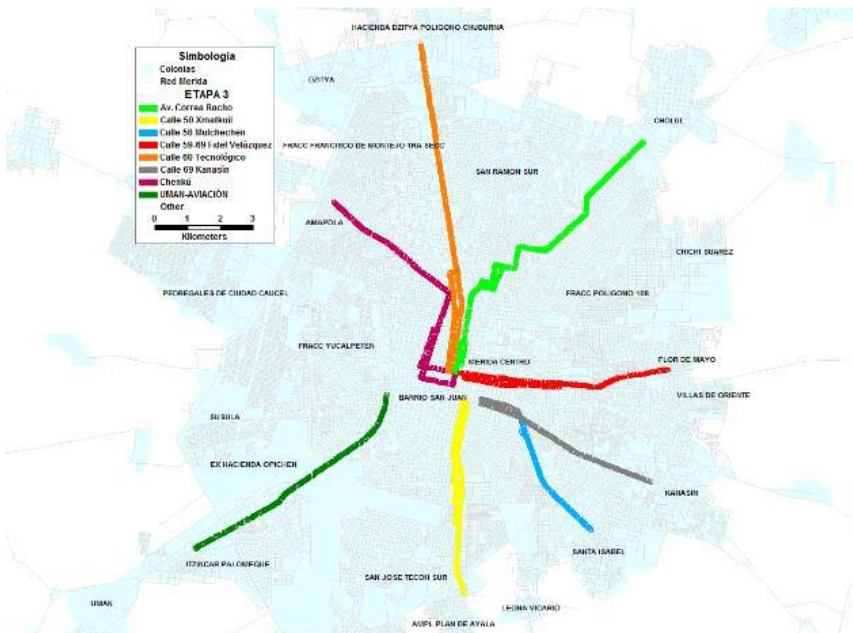 HACIENDA DZITYA POLIGONO CHUBURNA
Simbología
Colonias
Red Merida
ETAPA 3
Av. Correa Racho
Calle 50 Xmatkuil
Calle 58 Mulchechen
Calle 59-69 Fidel Velázquez
Calle 60 Tecnológico
Calle 69 Kanasín
Chenkú
UMAN-AVIACIÓN
Other
0 1 2 3
Kilometers
DZITYA
CHOLUL
FRACC FRANCISCO DE MONTEJO 1RA SECC
SAN RAMON SUR
AMAPOLA
CHICHI SUAREZ
PEDREGALES DE CIUDAD CAUCEL
FRACC POLIGONO 108
FRACC YUCALPETEN
MERIDA CENTRO
FLOR DE MAYO
BARRIO SAN JUAN
VILLAS DE ORIENTE
SUSULA
EX HACIENDA OPICHEN
KANASIN
ITZINCAB PALOMEQUE
SANTA ISABEL
SAN JOSE TECOH SUR
UMAN
LEONA VICARIO
AMPL PLAN DE AYALA